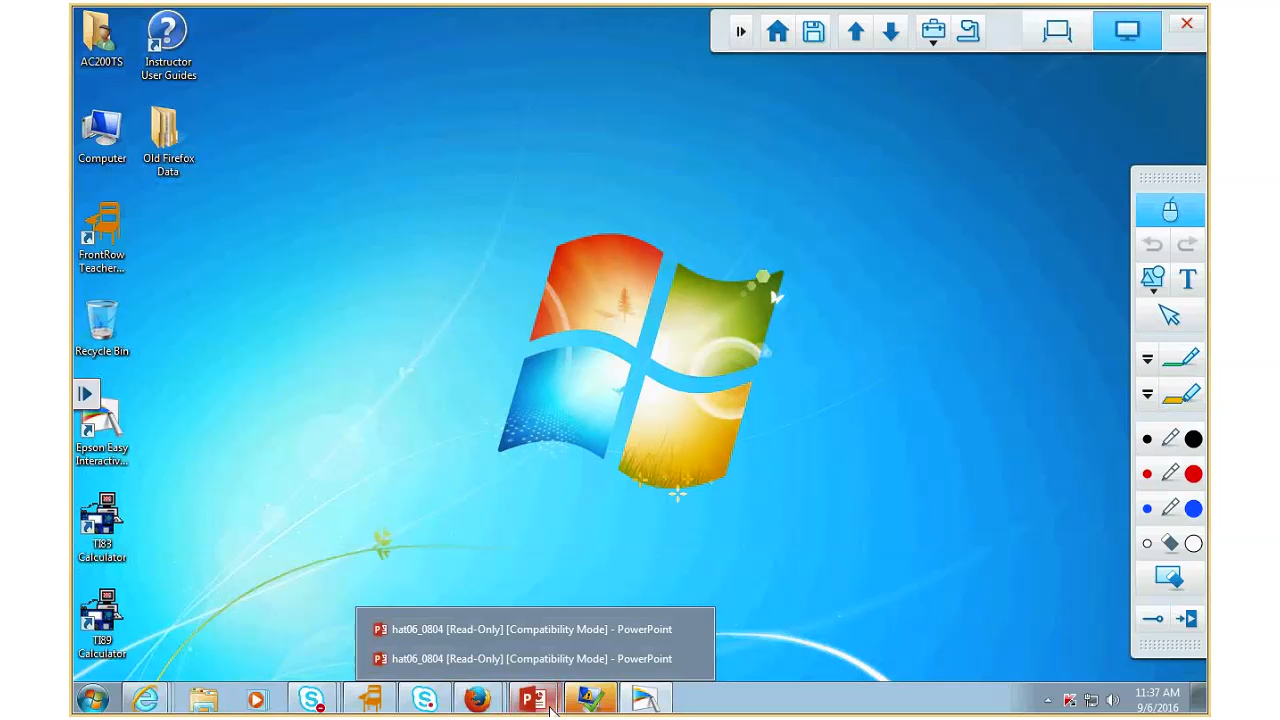 AC200TS
Instructor
User Guides
Computer
Old Firefox
Data
FrontRow
Teacher...
Recycle Bin
Epson Easy
Interactiv...
TI83
Calculator
TI89
Calculator
T
hat06_0804 [Read-Only] [Compatibility Mode] - PowerPoint
hat06_0804 [Read-Only] [Compatibility Mode] - PowerPoint
11:37 AM
9/6/2016